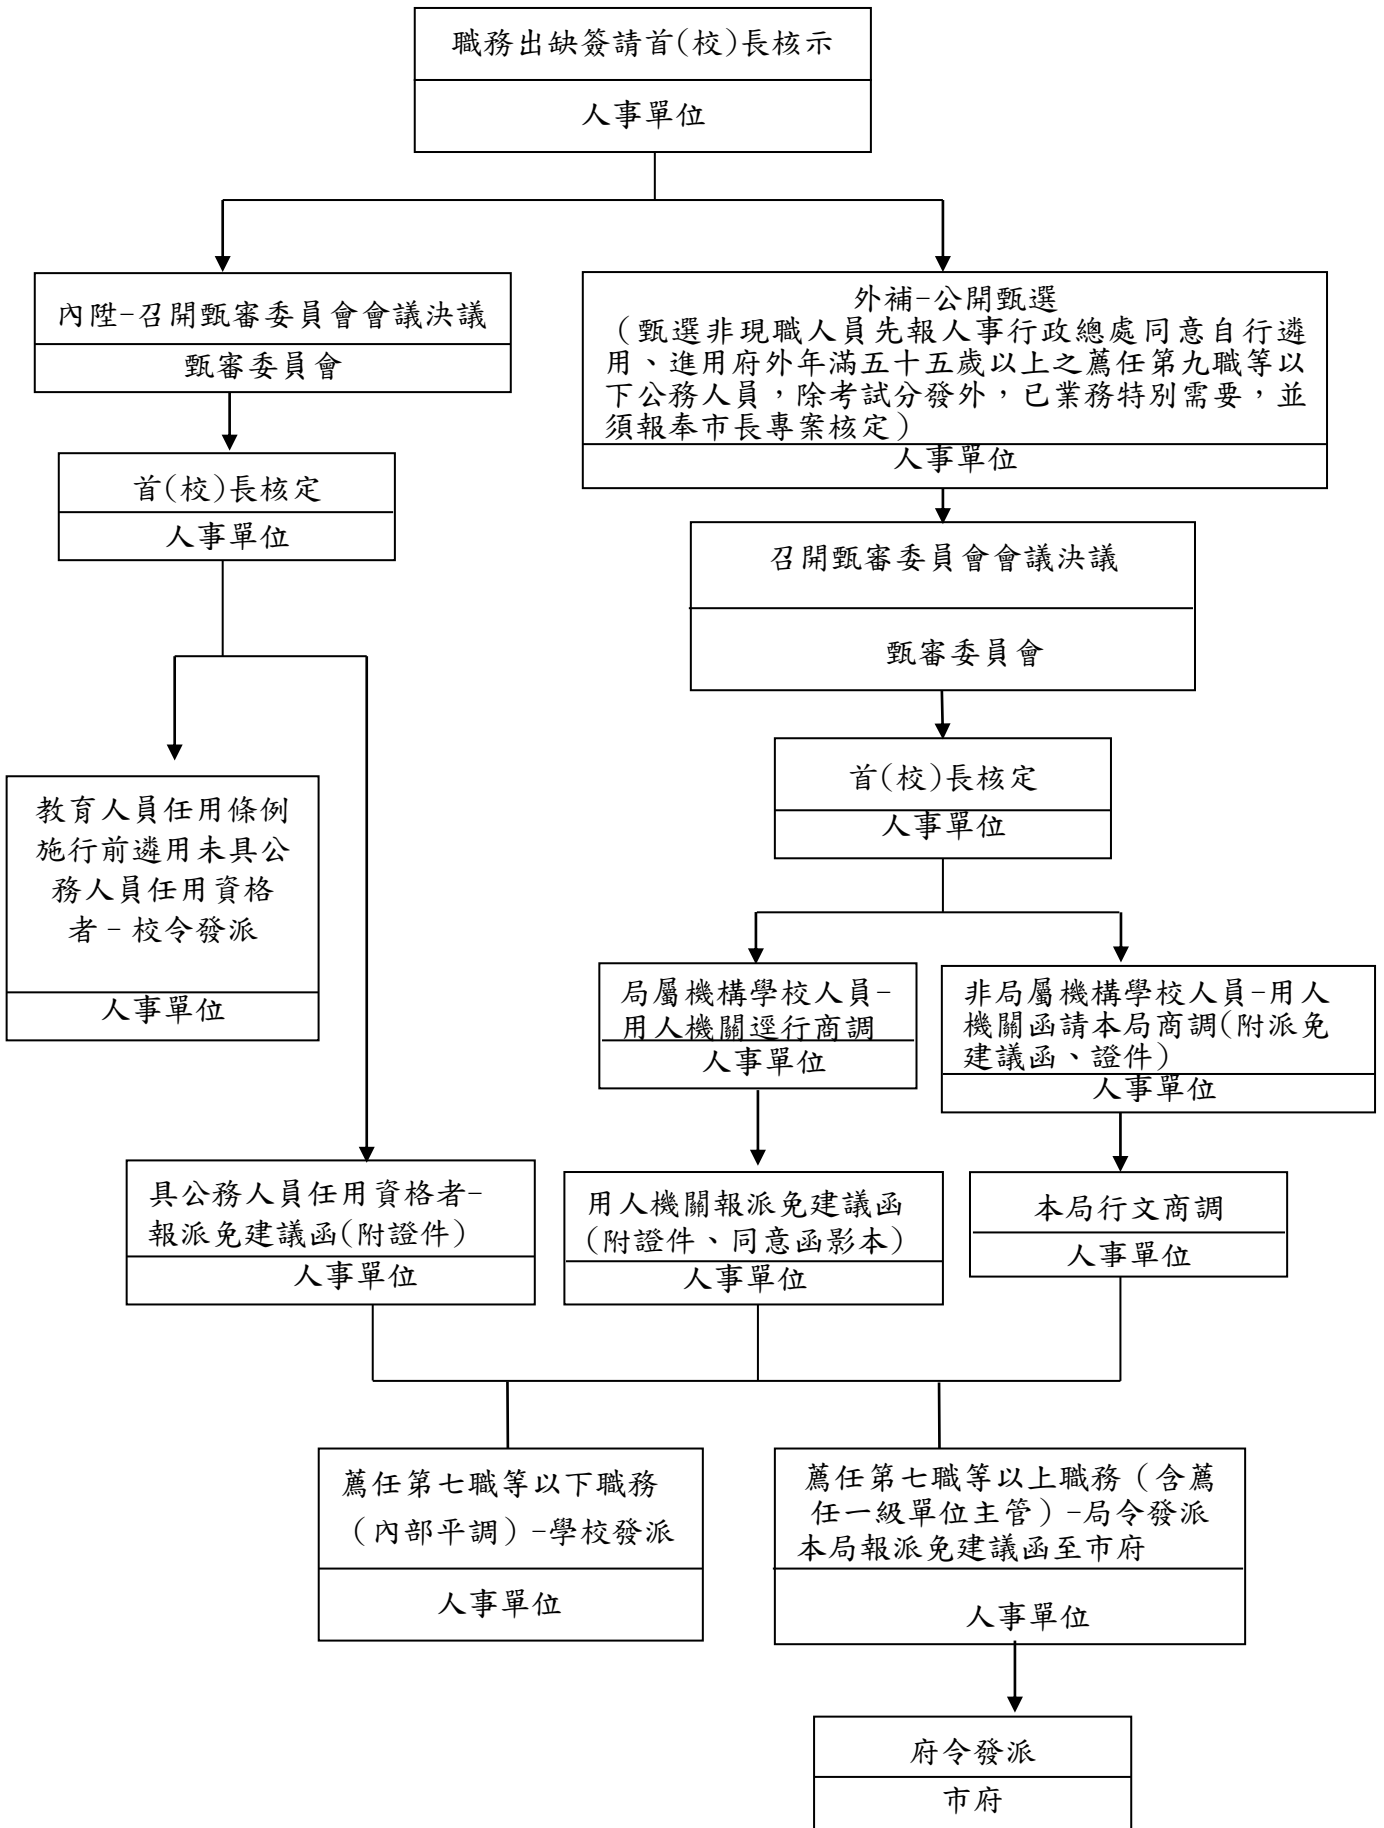 職務出缺簽請首(校)長核示
人事單位
內陞-召開甄審委員會會議決議
甄審委員會
首(校)長核定
人事單位
外補-公開甄選
（甄選非現職人員先報人事行政總處同意自行遴
用、進用府外年滿五十五歲以上之薦任第九職等以
下公務人員，除考試分發外，已業務特別需要，並
須報奉市長專案核定）
人事單位
召開甄審委員會會議決議
甄審委員會
首(校)長核定
人事單位
教育人員任用條例
施行前遴用未具公
務人員任用資格
者-校令發派
人事單位
局屬機構學校人員-
用人機關逕行商調
人事單位
非局屬機構學校人員-用人
機關函請本局商調(附派免
建議函、證件)
人事單位
具公務人員任用資格者-
報派免建議函(附證件)
人事單位
用人機關報派免建議函
(附證件、同意函影本)
人事單位
本局行文商調
人事單位
薦任第七職等以下職務
（內部平調）-學校發派
人事單位
薦任第七職等以上職務（含薦
任一級單位主管）-局令發派
本局報派免建議函至市府
人事單位
府令發派
市府